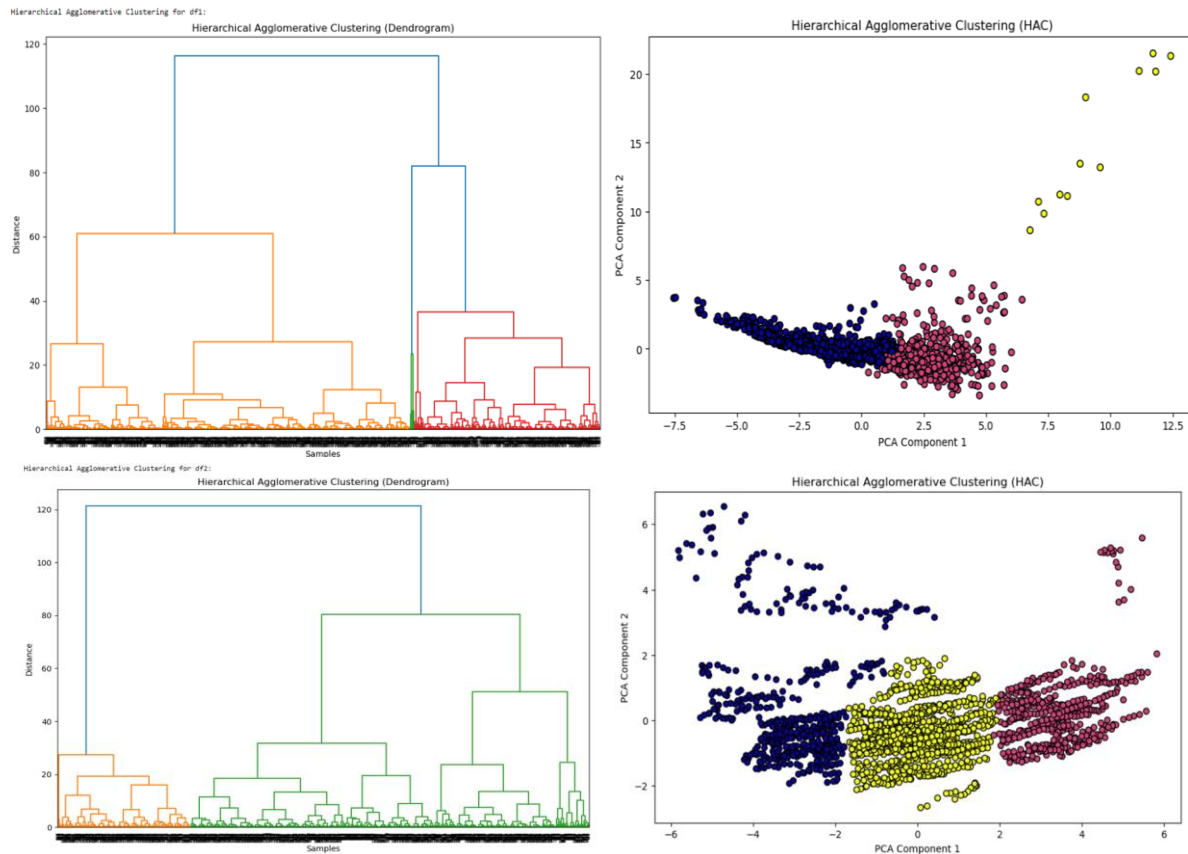 Hierarchical Agglomerative Clustering for df1:
Hierarchical Agglomerative Clustering (Dendrogram)
120
100
80
60
40
20
0
Distance
Samples
Hierarchical Agglomerative Clustering (HAC)
20
15
10
5
0
PCA Component 2
−7.5 −5.0 −2.5 0.0 2.5 5.0 7.5 10.0 12.5
PCA Component 1
Hierarchical Agglomerative Clustering for df2:
Hierarchical Agglomerative Clustering (Dendrogram)
120
100
80
60
40
20
0
Distance
Samples
Hierarchical Agglomerative Clustering (HAC)
6
4
2
0
−2
PCA Component 2
−6 −4 −2 0 2 4 6
PCA Component 1